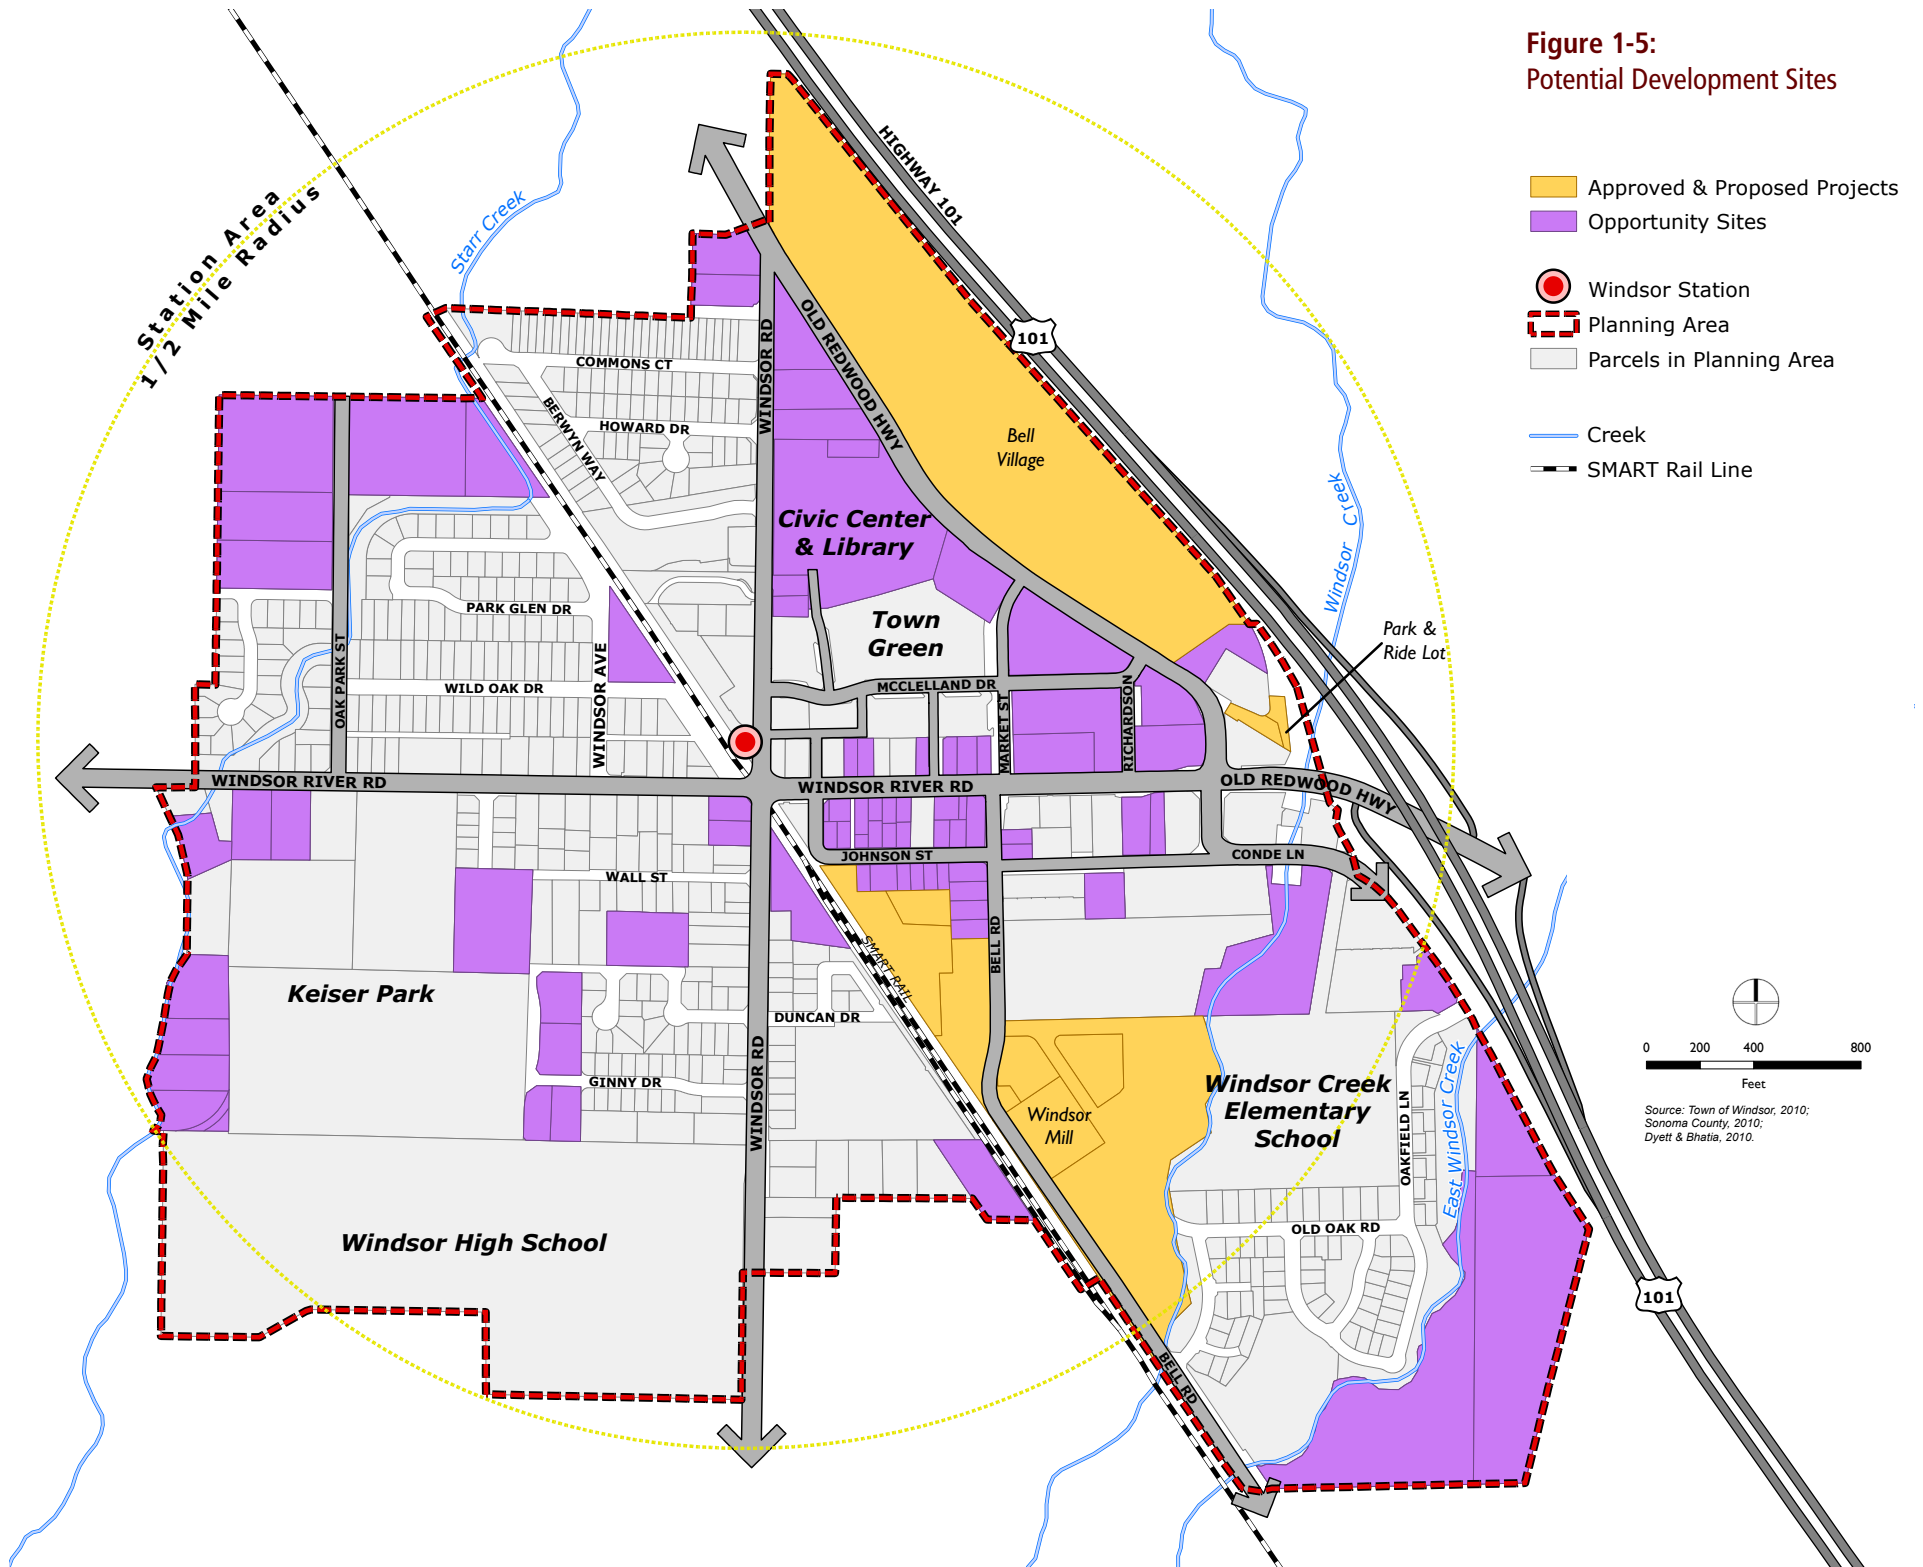 Figure 1-5:
Potential Development Sites
Approved & Proposed Projects
Opportunity Sites
Windsor Station
Planning Area
Parcels in Planning Area
Creek
SMART Rail Line
Station Area
1/2 Mile Radius
Starr Creek
HIGHWAY 101
101
OLD REDWOOD HWY
WINDSOR RD
COMMONS CT
HOWARD DR
BERWYN WAY
Bell
Village
Civic Center
& Library
Windsor Creek
Town
Green
Park &
Ride Lot
PARK GLEN DR
WINDSOR AVE
OAK PARK ST
WILD OAK DR
MCCLELLAND DR
MARKET ST
RICHARDSON
WINDSOR RIVER RD
WINDSOR RIVER RD
OLD REDWOOD HWY
JOHNSON ST
CONDE LN
WALL ST
SMART RAIL
BELL RD
Keiser Park
DUNCAN DR
WINDSOR RD
GINNY DR
Windsor
Mill
Windsor Creek
Elementary
School
OAKFIELD LN
East Windsor Creek
OLD OAK RD
Windsor High School
BELL RD
101
0 200 400 800
Feet
Source: Town of Windsor, 2010;
Sonoma County, 2010;
Dyett & Bhatia, 2010.